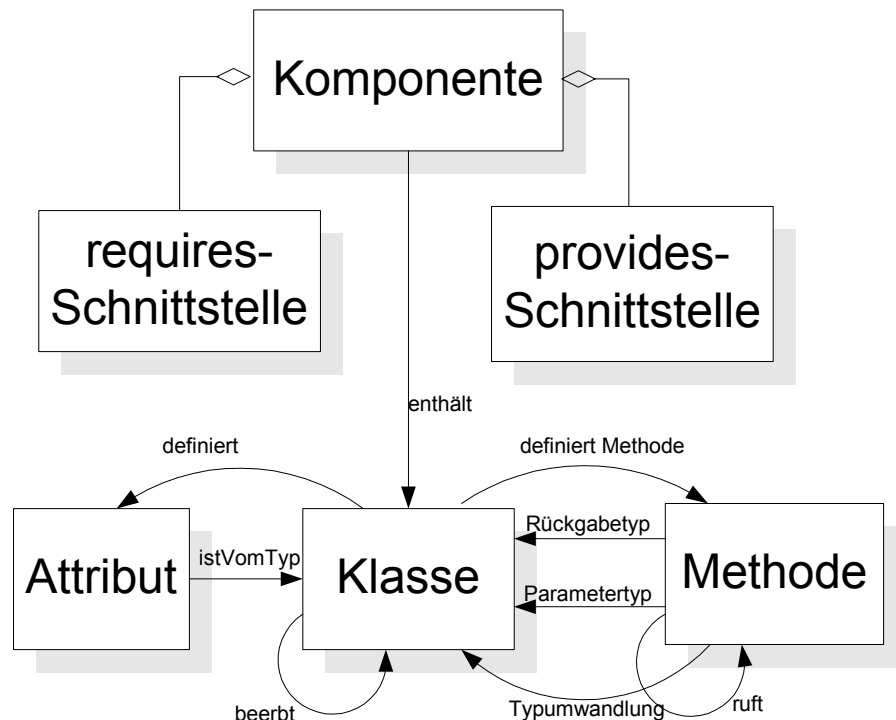 Komponente
requires-
Schnittstelle
provides-
Schnittstelle
enthält
definiert
definiert Methode
Attribut
istVomTyp
Klasse
Rückgabetyp
Parametertyp
Methode
beerbt
Typumwandlung
ruft